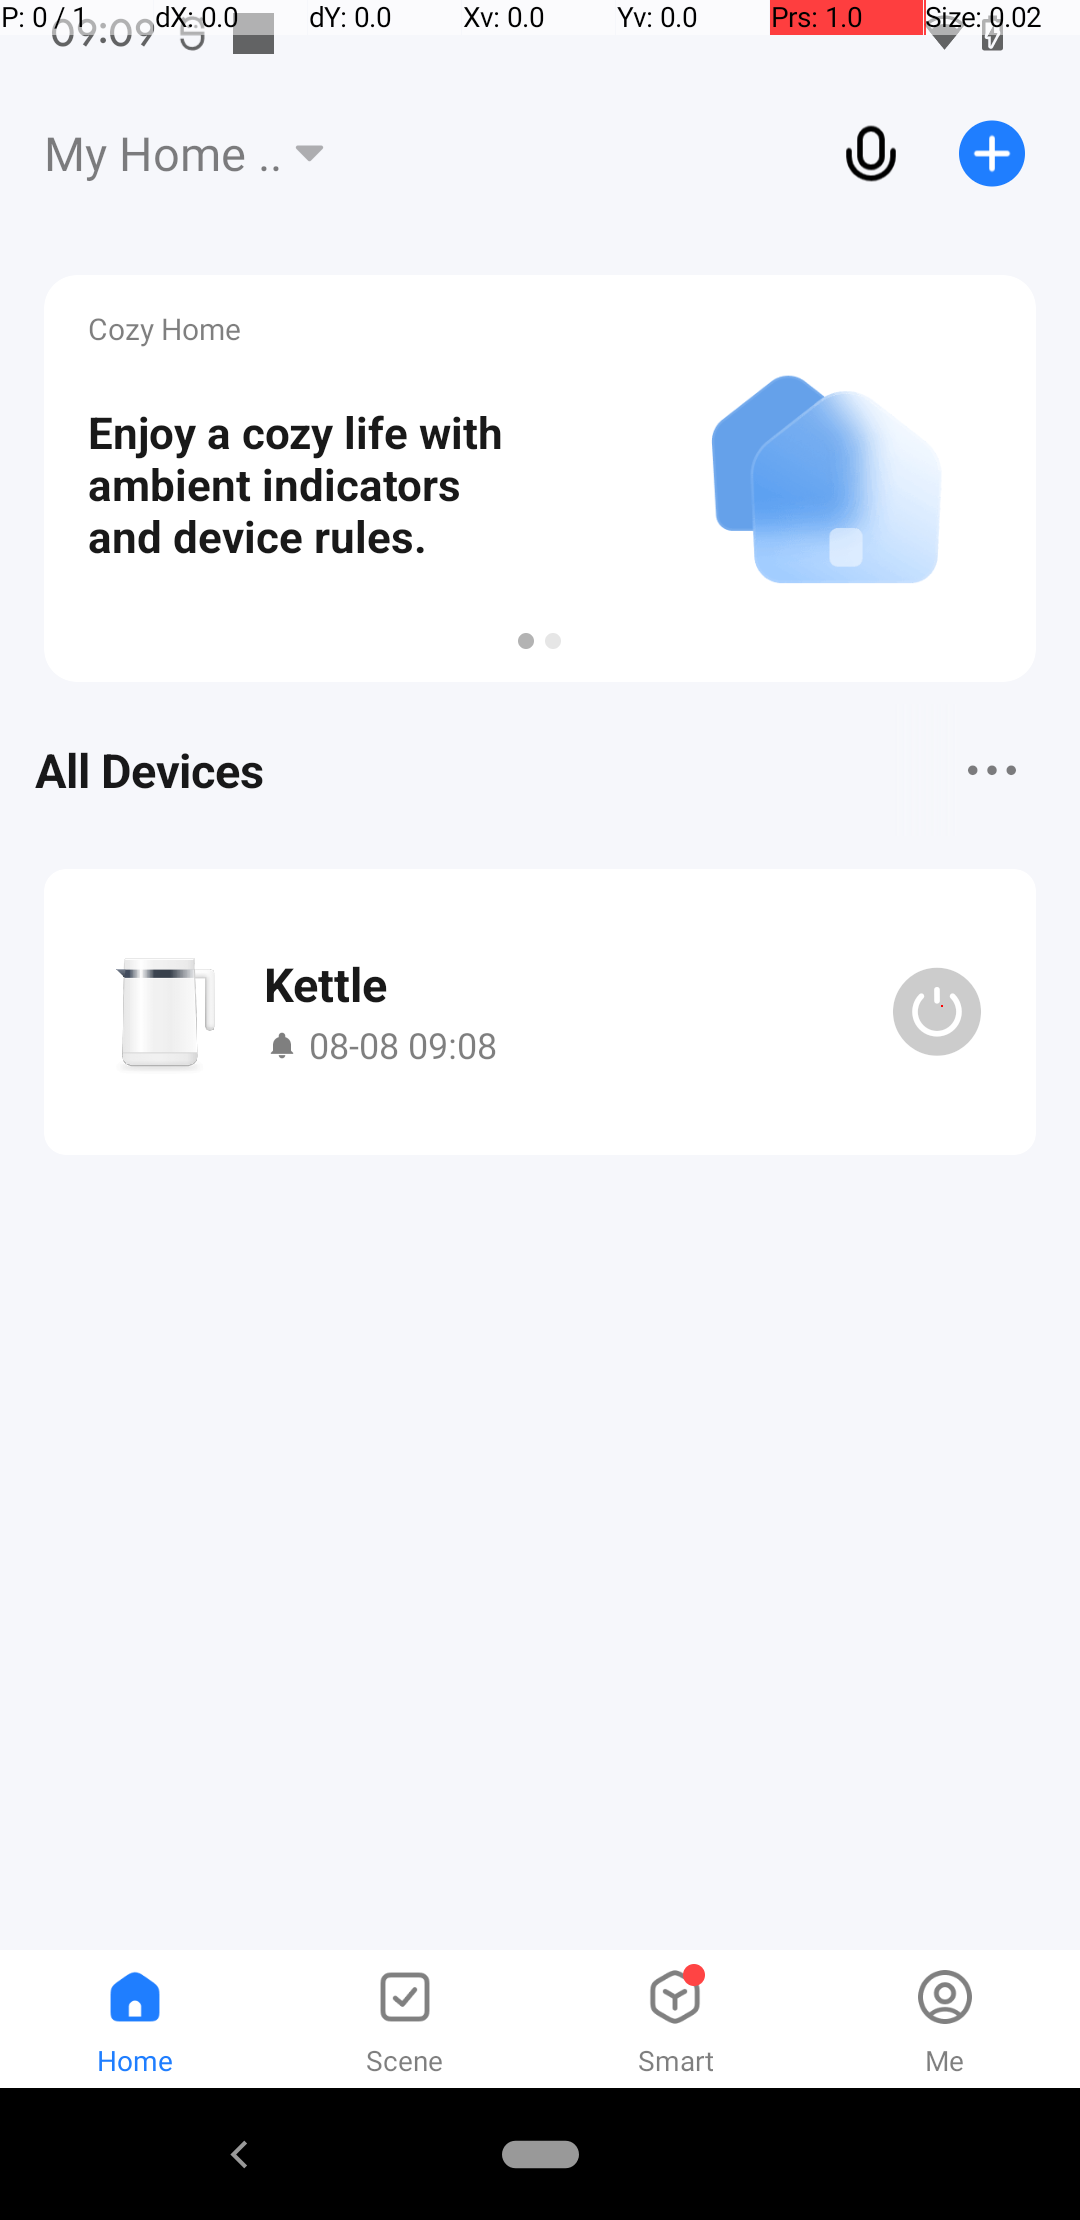 P: 0 / 1 dX: 0.0 dY: 0.0 Xv: 0.0 Yv: 0.0 Prs: 1.0 Size: 0.02
09:09
My Home ..
Cozy Home
Enjoy a cozy life with
ambient indicators
and device rules.
All Devices
Kettle
08-08 09:08
Home Scene Smart Me